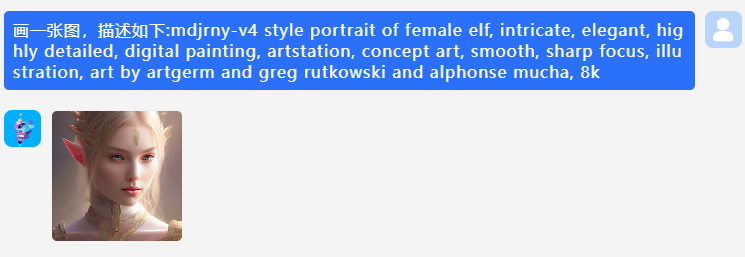 画一张图，描述如下:mdjrny-v4 style portrait of female elf, intricate, elegant, hig
hly detailed, digital painting, artstation, concept art, smooth, sharp focus, illu
stration, art by artgerm and greg rutkowski and alphonse mucha, 8k